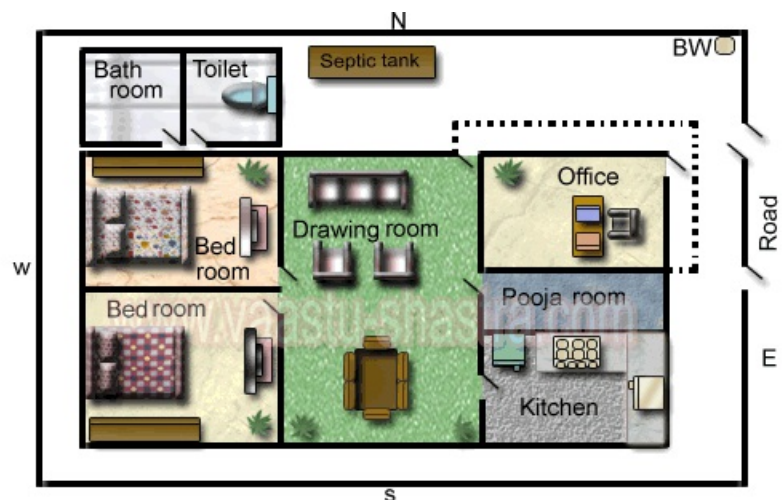 N
BW
Bath
room
Toilet
Septic tank
Office
Road
Drawing room
Bed
room
W
Pooja room
Bed room
www.vaastu-shastra.com
E
Kitchen
S